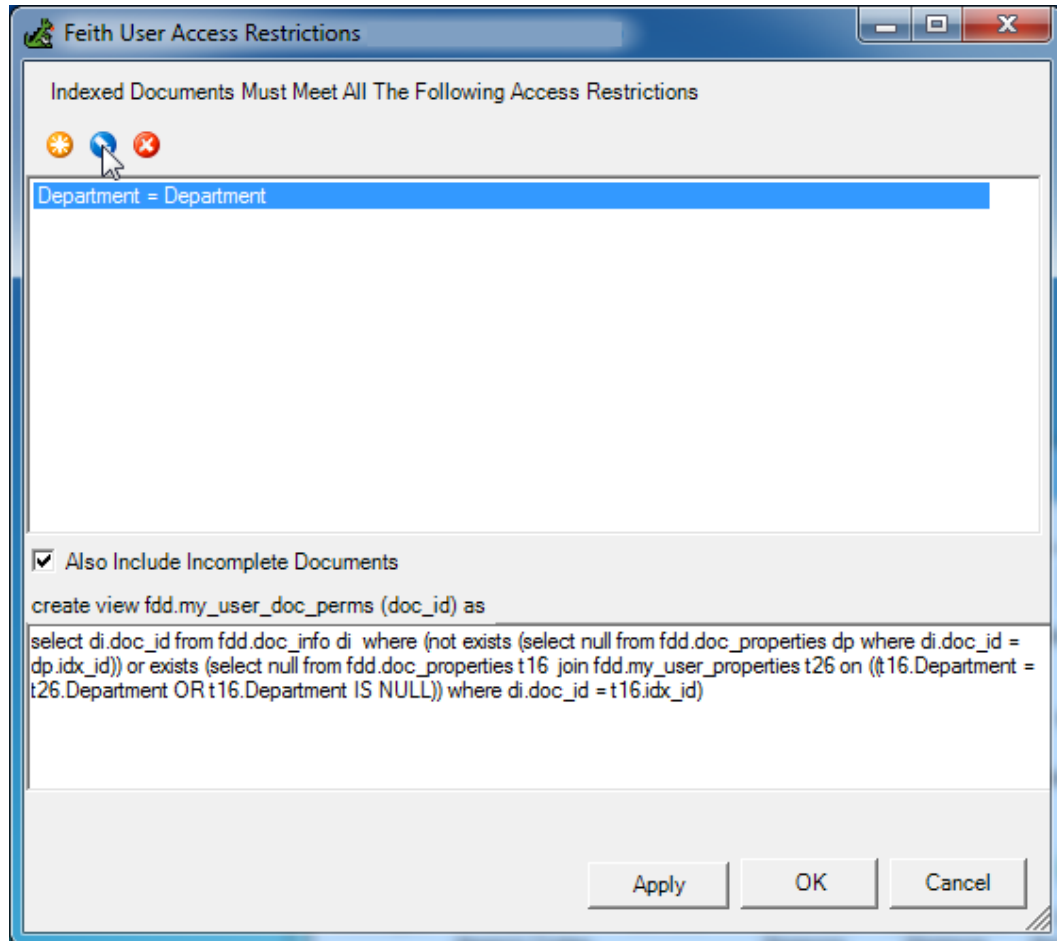 Feith User Access Restrictions
Indexed Documents Must Meet All The Following Access Restrictions
Department = Department
Also Include Incomplete Documents
create view fdd.my_user_doc_perms (doc_id) as
select di.doc_id from fdd.doc_info di  where (not exists (select null from fdd.doc_properties dp where di.doc_id =
dp.idx_id)) or exists (select null from fdd.doc_properties t16  join fdd.my_user_properties t26 on ((t16.Department =
t26.Department OR t16.Department IS NULL)) where di.doc_id = t16.idx_id)
Apply OK Cancel